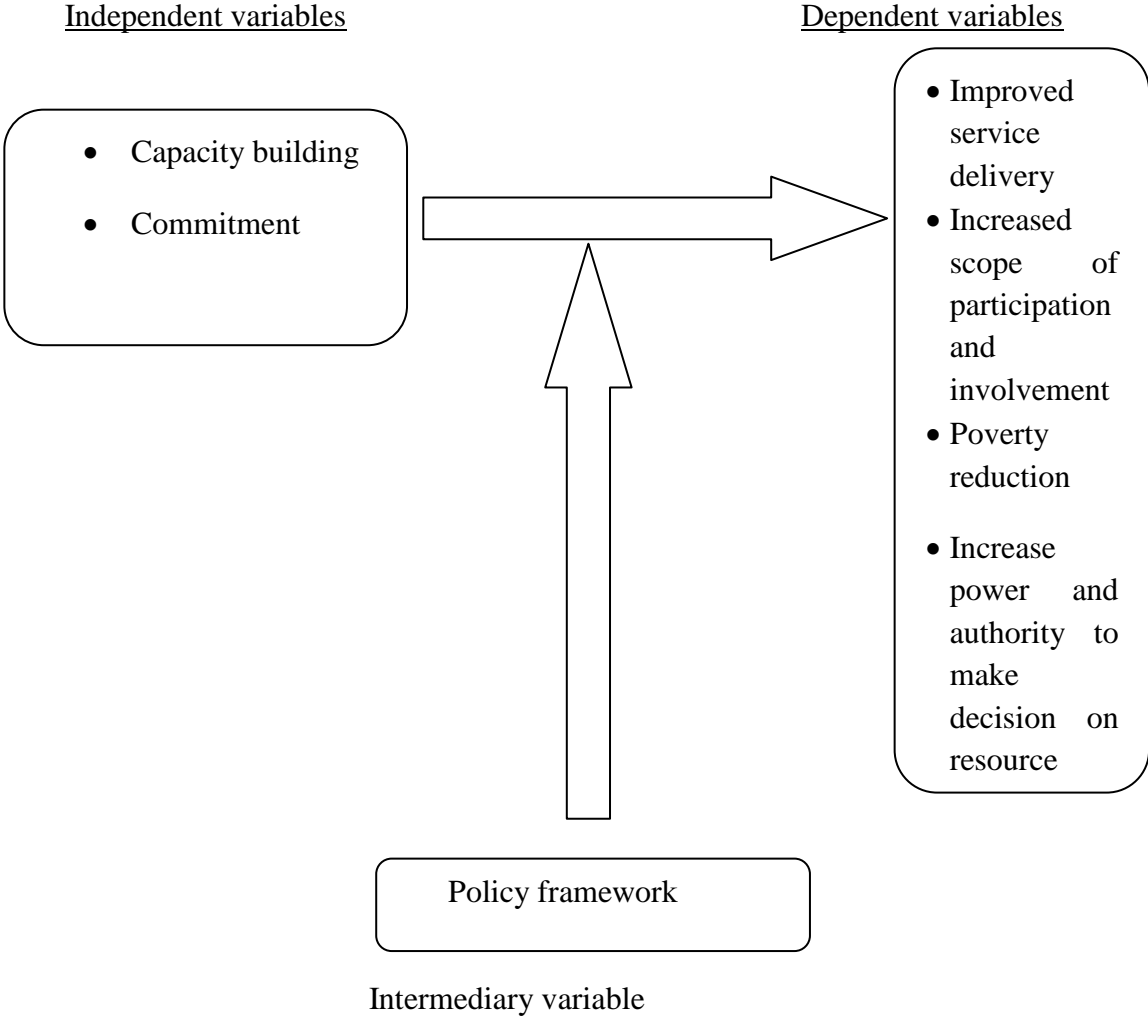 Independent variables
Dependent variables
• Capacity building
• Commitment
• Improved
service
delivery
• Increased
scope of
participation
and
involvement
• Poverty
reduction
• Increase
power and
authority to
make
decision on
resource
Policy framework
Intermediary variable